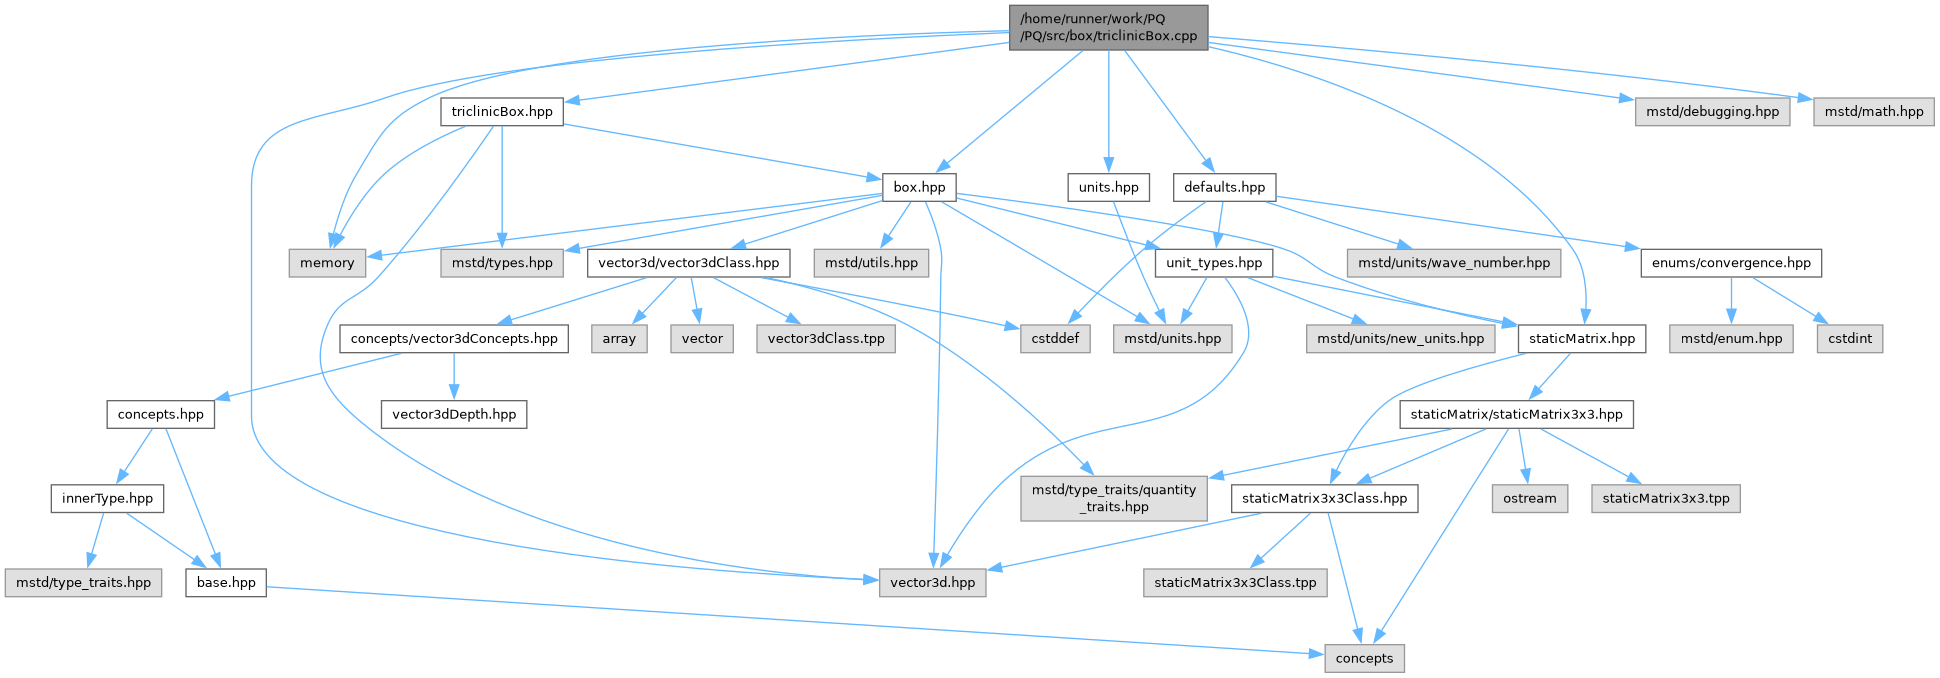 /home/runner/work/PQ
/PQ/src/box/triclinicBox.cpp
triclinicBox.hpp
mstd/debugging.hpp
mstd/math.hpp
box.hpp
units.hpp
defaults.hpp
memory
mstd/types.hpp
vector3d/vector3dClass.hpp
mstd/utils.hpp
unit_types.hpp
mstd/units/wave_number.hpp
enums/convergence.hpp
concepts/vector3dConcepts.hpp
array
vector
vector3dClass.tpp
cstddef
mstd/units.hpp
mstd/units/new_units.hpp
staticMatrix.hpp
mstd/enum.hpp
cstdint
concepts.hpp
vector3dDepth.hpp
staticMatrix/staticMatrix3x3.hpp
innerType.hpp
mstd/type_traits/quantity
_traits.hpp
staticMatrix3x3Class.hpp
ostream
staticMatrix3x3.tpp
mstd/type_traits.hpp
base.hpp
vector3d.hpp
staticMatrix3x3Class.tpp
concepts